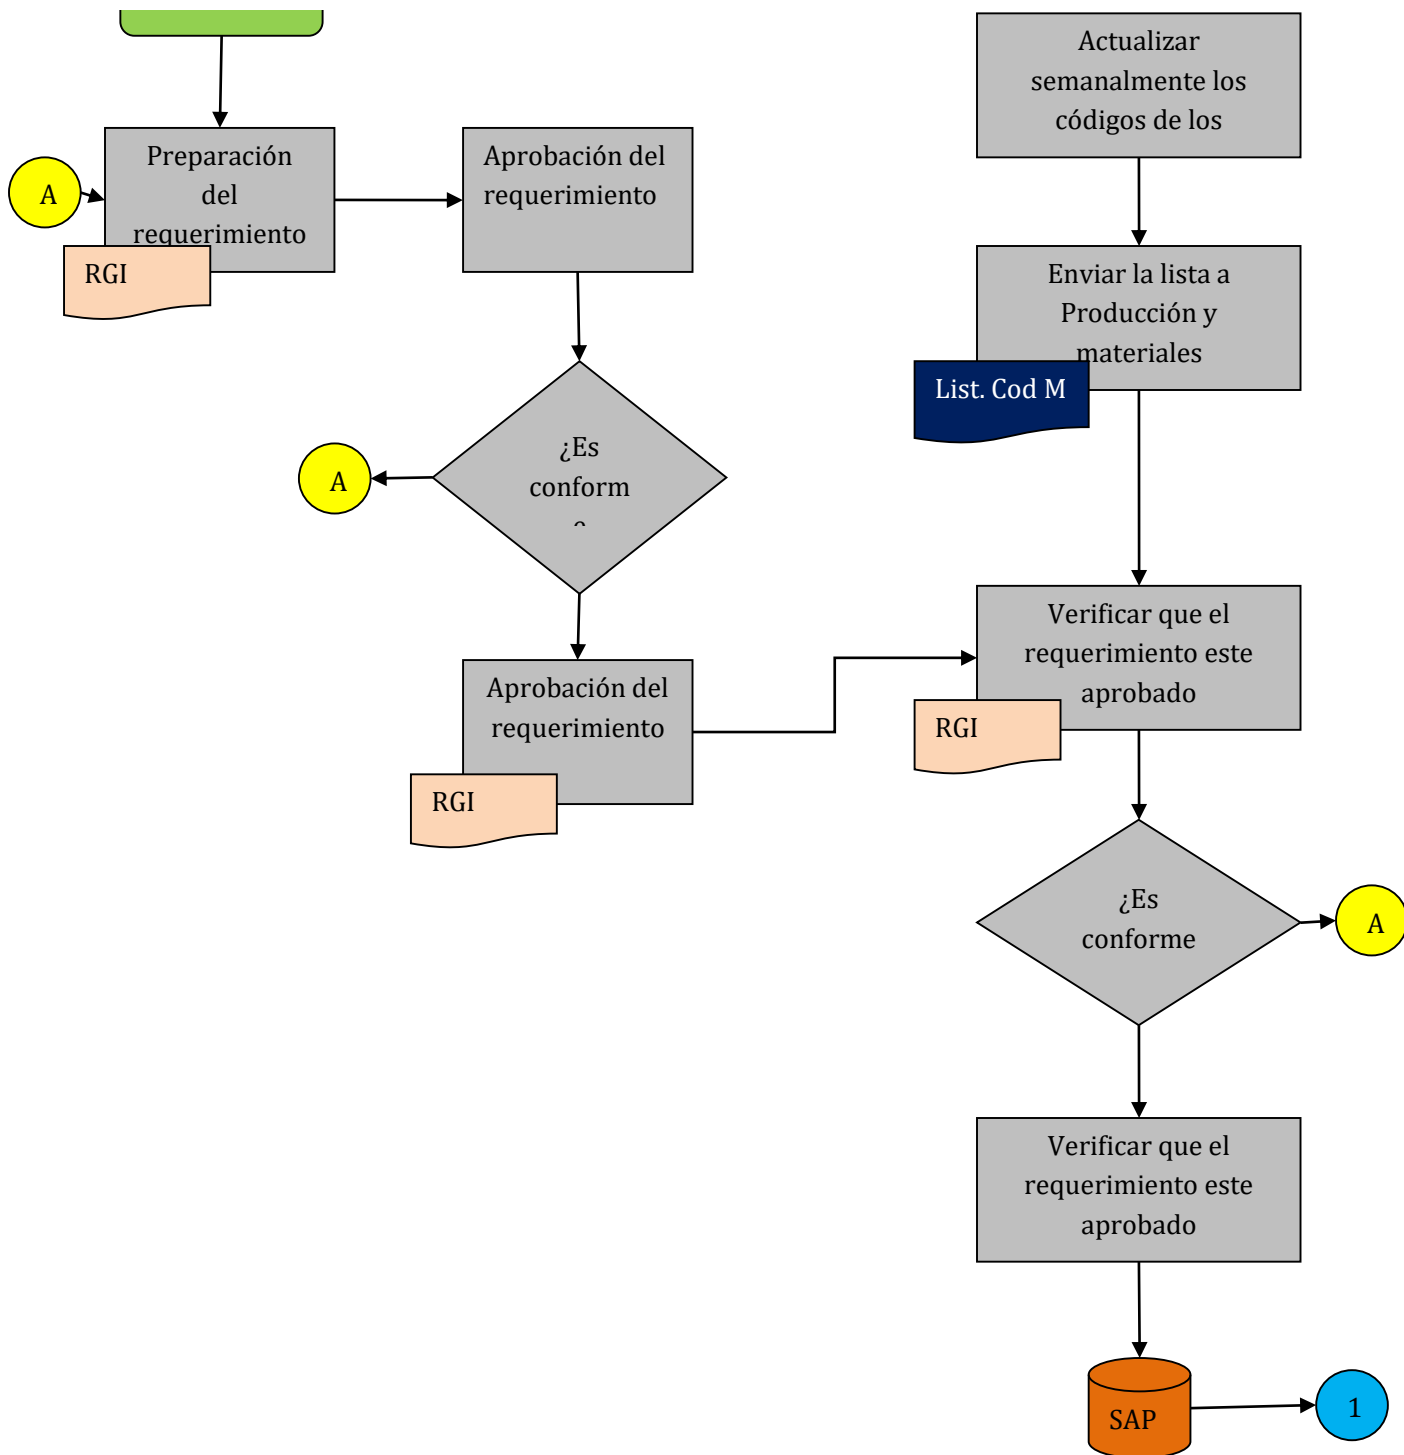 A
Preparación
del
requerimiento
RGI
Aprobación del
requerimiento
¿Es
conform
A
Aprobación del
requerimiento
RGI
Actualizar
semanalmente los
códigos de los
Enviar la lista a
Producción y
materiales
List. Cod M
Verificar que el
requerimiento este
aprobado
RGI
¿Es
conforme
A
Verificar que el
requerimiento este
aprobado
SAP
1